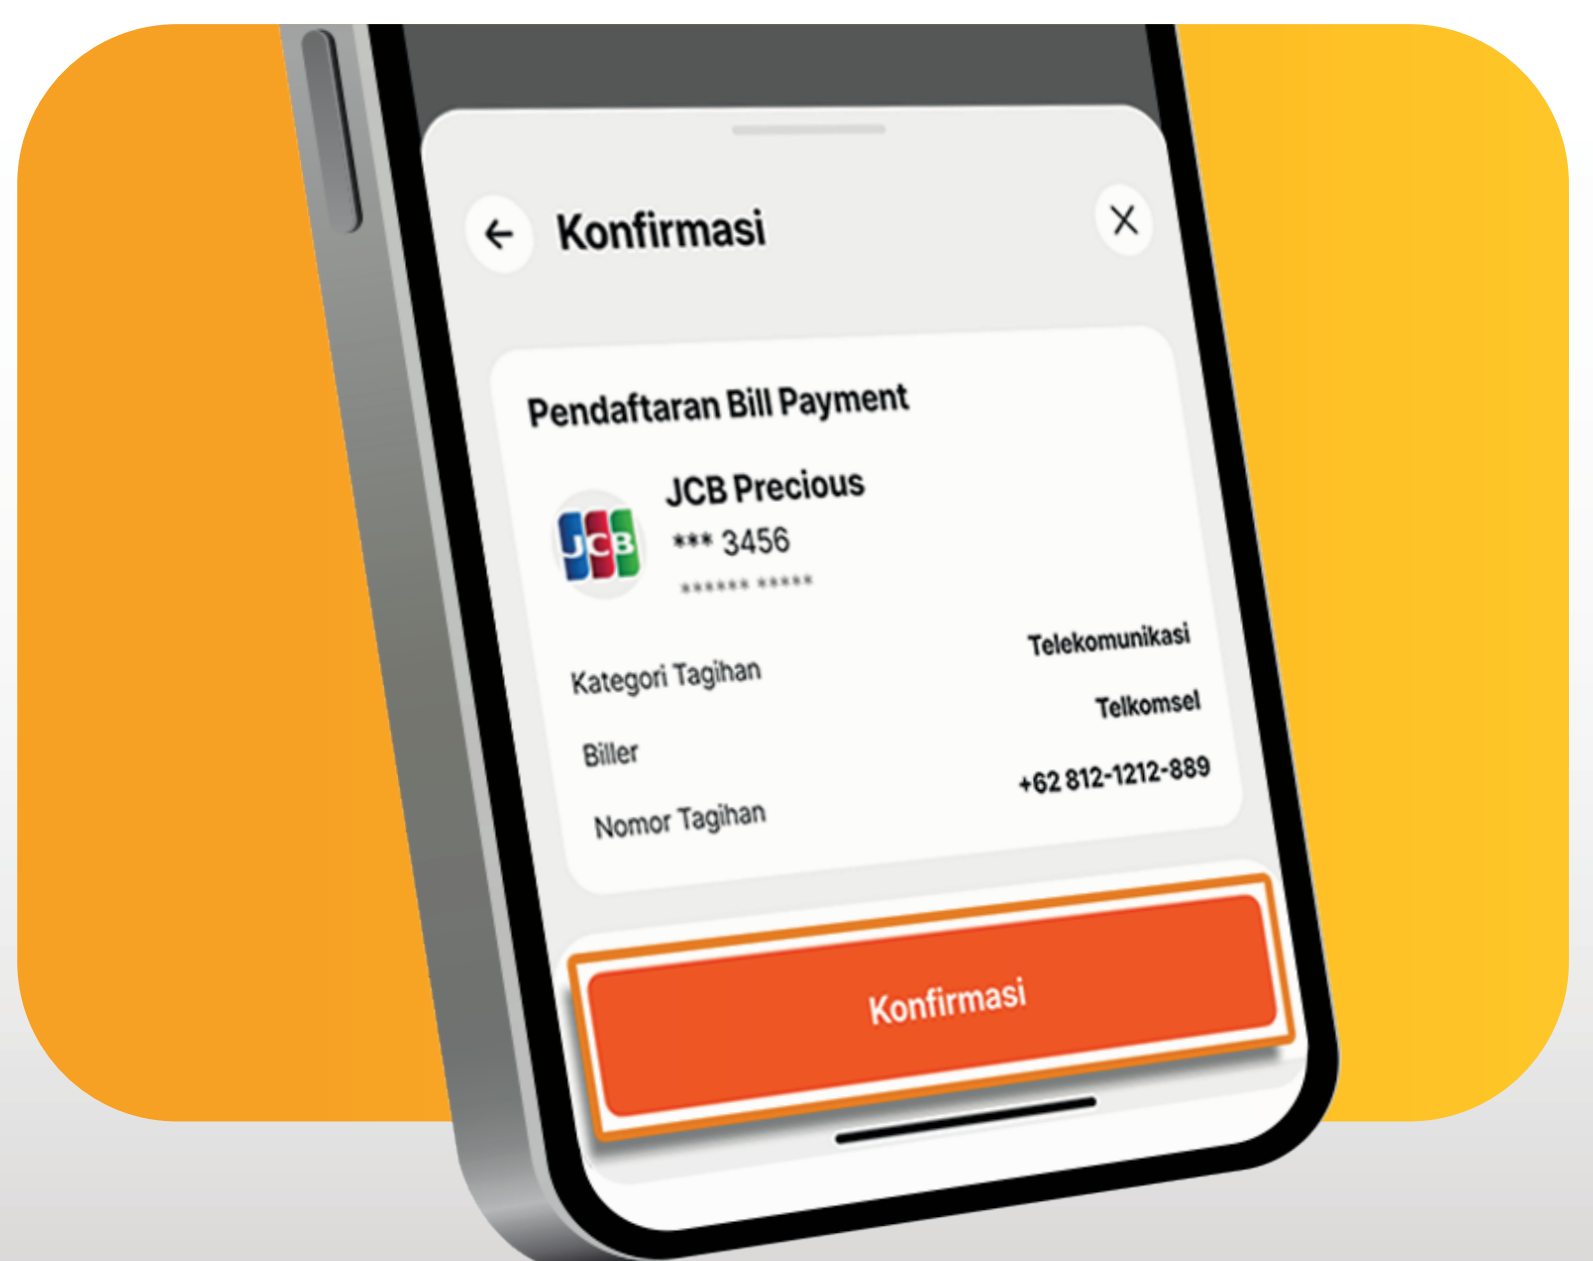 Konfirmasi
Pendaftaran Bill Payment
JCB
JCB Precious
*** 3456
****** *****
Kategori Tagihan Telekomunikasi
Biller Telkomsel
Nomor Tagihan +62 812-1212-889
Konfirmasi